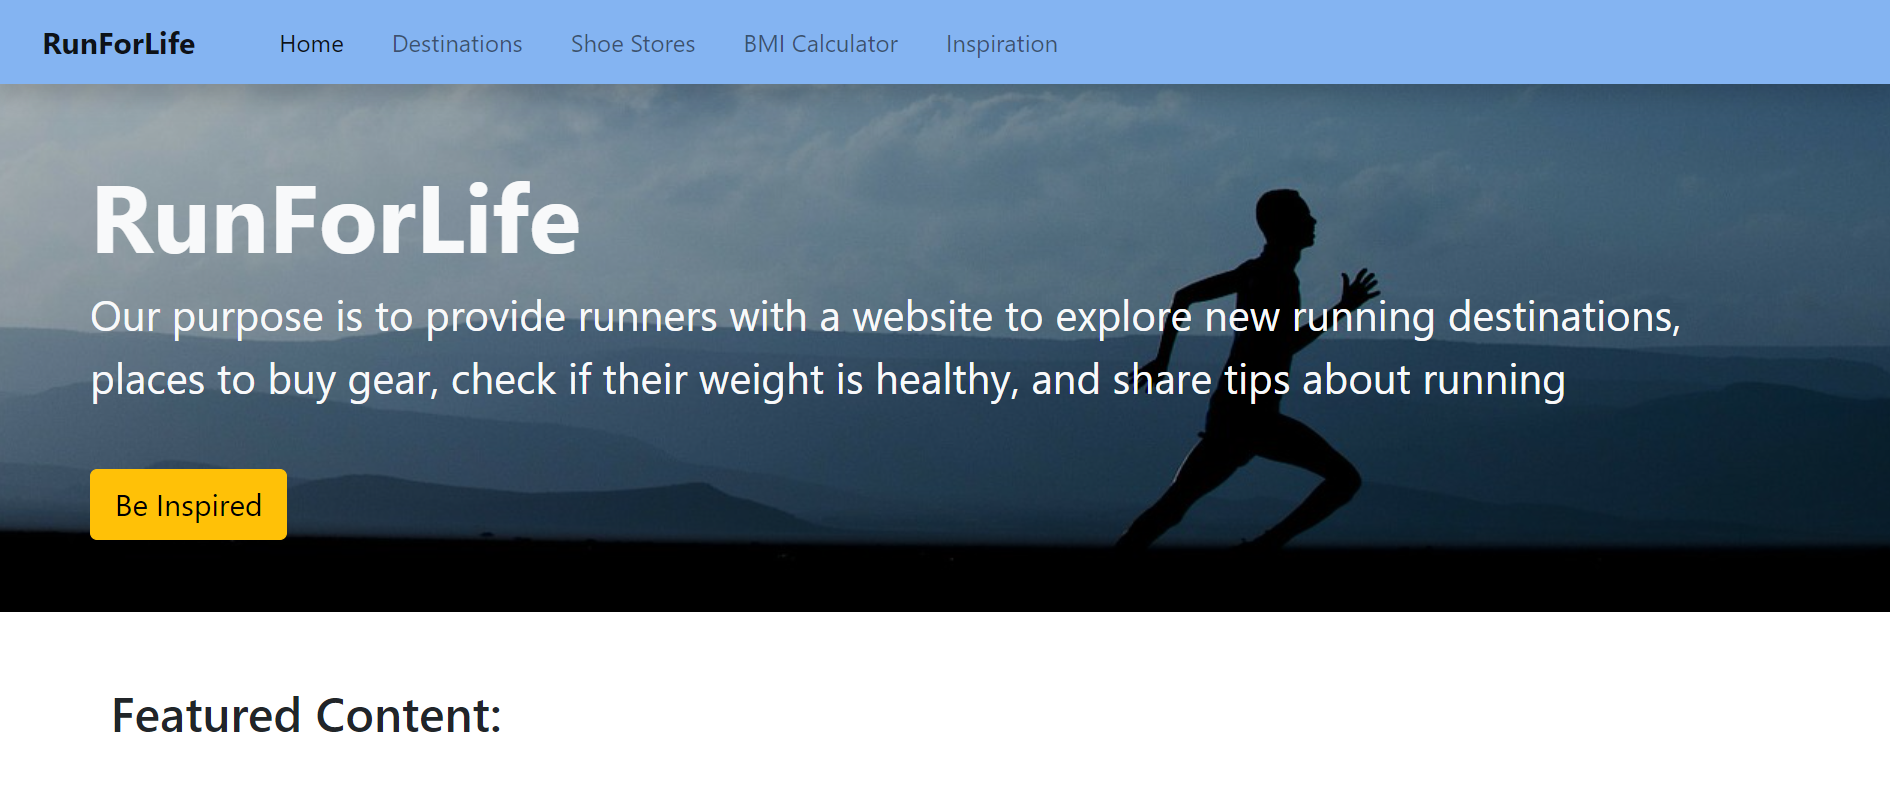 RunForLife Home Destinations Shoe Stores BMI Calculator Inspiration
RunForLife
Our purpose is to provide runners with a website to explore new running destinations,
places to buy gear, check if their weight is healthy, and share tips about running
Be Inspired
Featured Content: